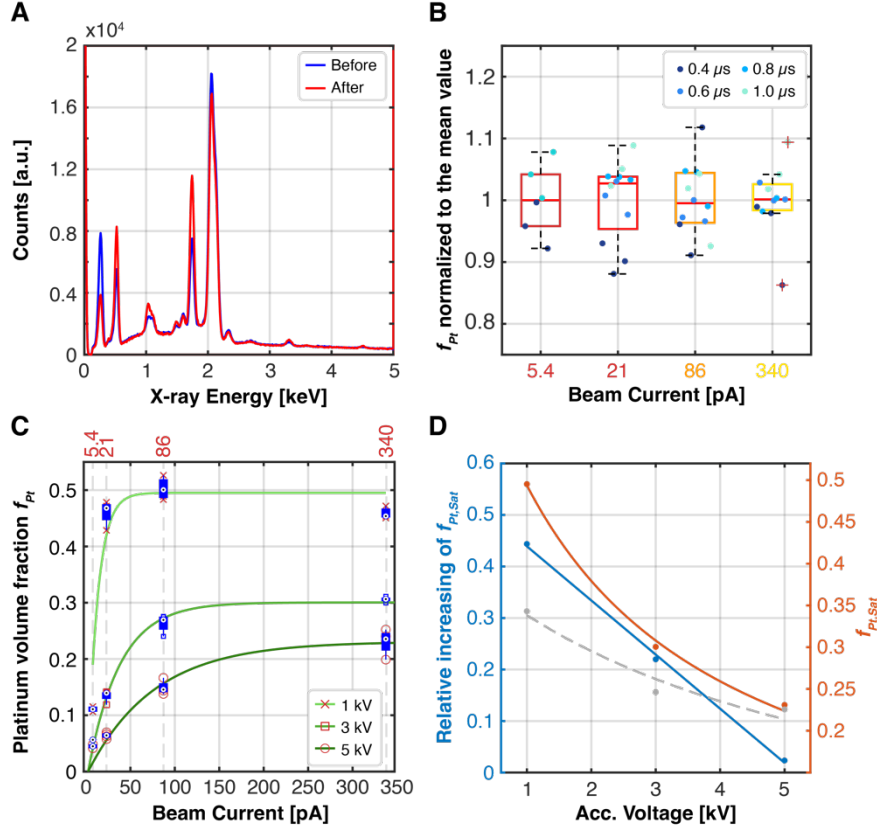 A
x10⁴
2
1.6
1.2
0.8
0.4
0
0 1 2 3 4 5
Counts [a.u.]
X-ray Energy [keV]
Before
After
B
1.2
1.1
1
0.9
0.8
f_Pt normalized to the mean value
0.4 µs 0.8 µs
0.6 µs 1.0 µs
5.4 21 86 340
Beam Current [pA]
C
5.4 21 86 340
0.5
0.4
0.3
0.2
0.1
0
Platinum volume fraction f_Pt
1 kV
3 kV
5 kV
0 50 100 150 200 250 300 350
Beam Current [pA]
D
0.6
0.5
0.4
0.3
0.2
0.1
0
Relative increasing of f_Pt,Sat
0.5
0.45
0.4
0.35
0.3
0.25
0.2
f_Pt,Sat
1 2 3 4 5
Acc. Voltage [kV]